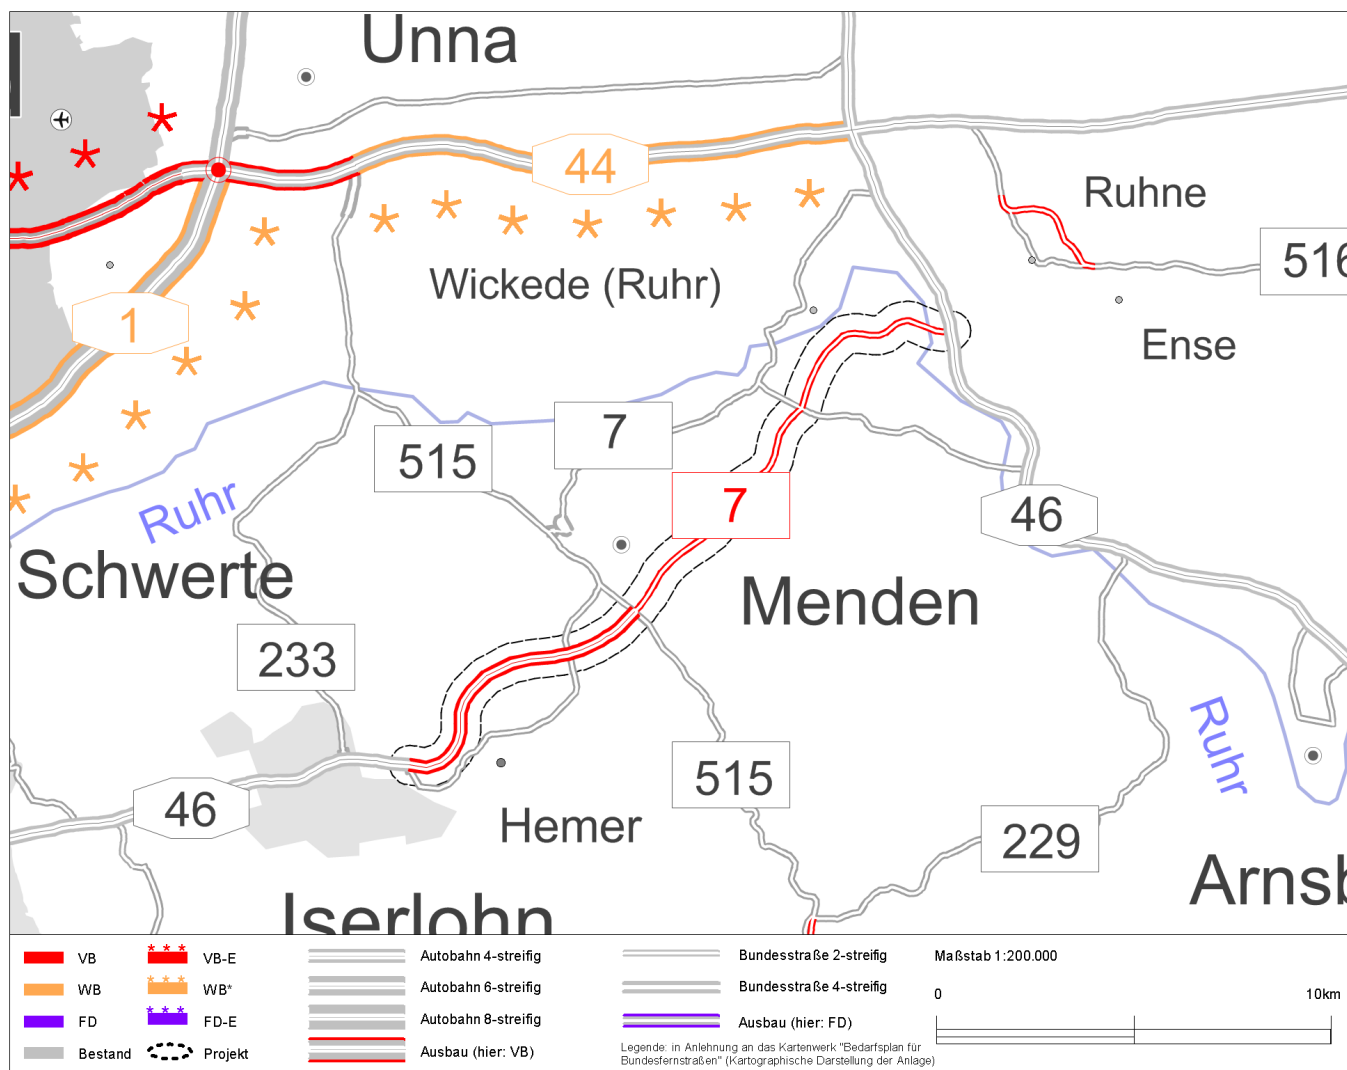 Unna
44
Ruhne
516
Wickede (Ruhr)
1
Ense
7
515
7
46
Ruhr
Schwerte
Menden
233
Ruhr
515
46
Hemer
229
Arnsb
Iserlohn
VB
VB-E
Autobahn 4-streifig
Bundesstraße 2-streifig
Maßstab 1:200.000
WB
WB*
Autobahn 6-streifig
Bundesstraße 4-streifig
0
10km
FD
FD-E
Autobahn 8-streifig
Ausbau (hier: FD)
Bestand
Projekt
Ausbau (hier: VB)
Legende: in Anlehnung an das Kartenwerk "Bedarfsplan für
Bundesfernstraßen" (Kartographische Darstellung der Anlage)